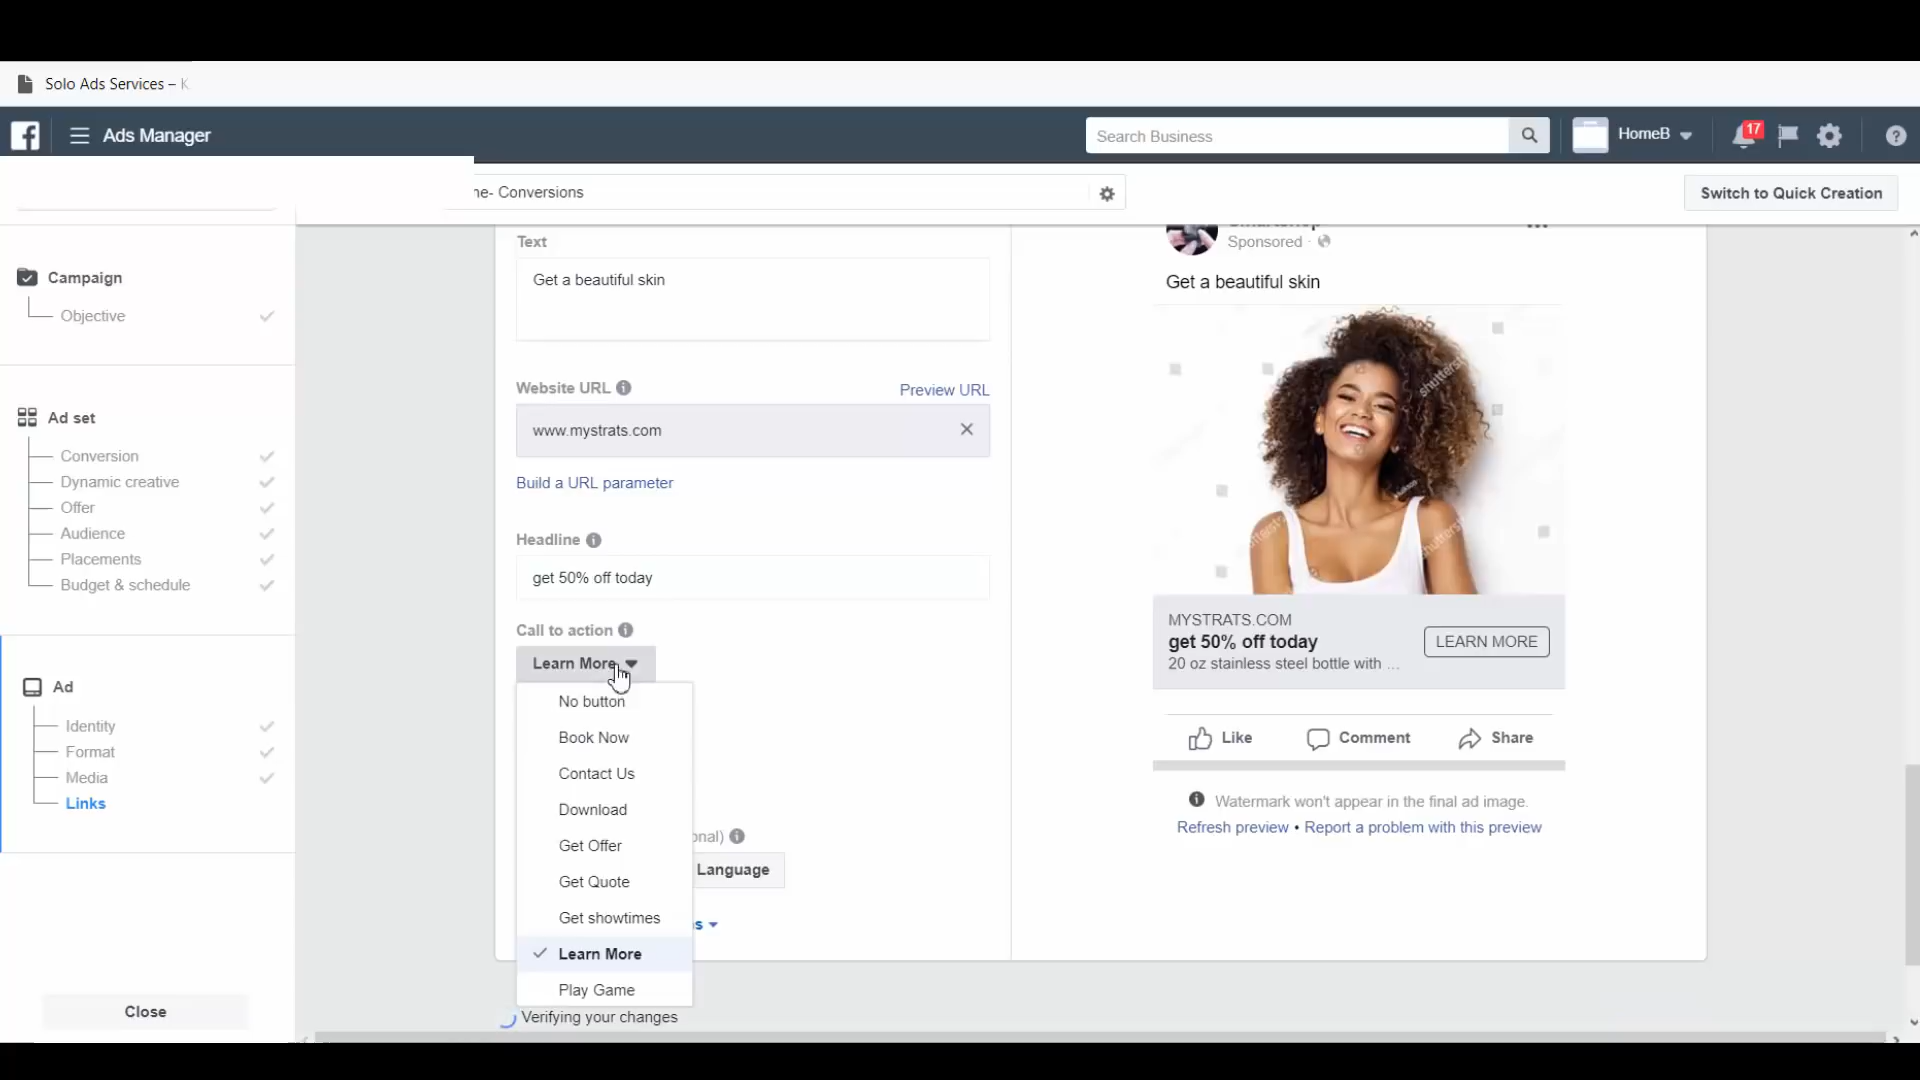 Solo Ads Services –
Ads Manager
Search Business
HomeB
17
Conversions
Switch to Quick Creation
Campaign
Objective
Ad set
Conversion
Dynamic creative
Offer
Audience
Placements
Budget & schedule
Ad
Identity
Format
Media
Links
Close
Text
Get a beautiful skin
Website URL
Preview URL
www.mystrats.com
Build a URL parameter
Headline
get 50% off today
Call to action
Learn More
No button
Book Now
Contact Us
Download
Get Offer
Get Quote
Get showtimes
Learn More
Play Game
Language
Verifying your changes
Sponsored ·
Get a beautiful skin
shutterstock
MYSTRATS.COM
get 50% off today
20 oz stainless steel bottle with ...
LEARN MORE
Like
Comment
Share
Watermark won't appear in the final ad image.
Refresh preview • Report a problem with this preview